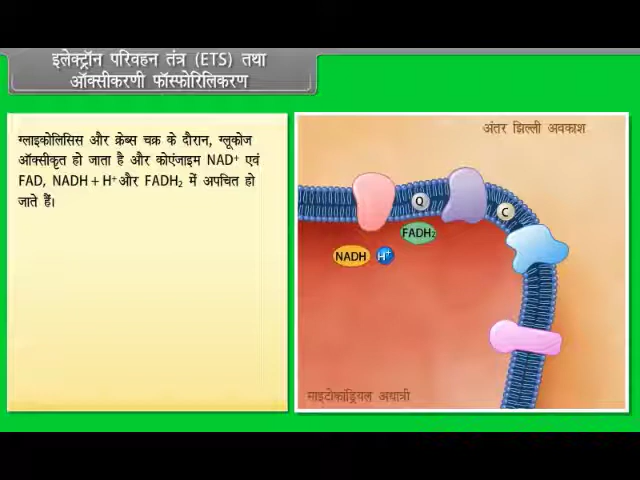 इलेक्ट्रॉन परिवहन तंत्र (ETS) तथा
ऑक्सीकरणी फॉस्फोरिलिकरण
ग्लाइकोलिसिस और क्रेब्स चक्र के दौरान, ग्लूकोज
ऑक्सीकृत हो जाता है और कोएंजाइम NAD⁺ एवं
FAD, NADH + H⁺ और FADH₂ में अपचित हो
जाते हैं।
अंतर झिल्ली अवकाश
Q
C
FADH₂
NADH H⁺
माइटोकॉंड्रियल अधात्री